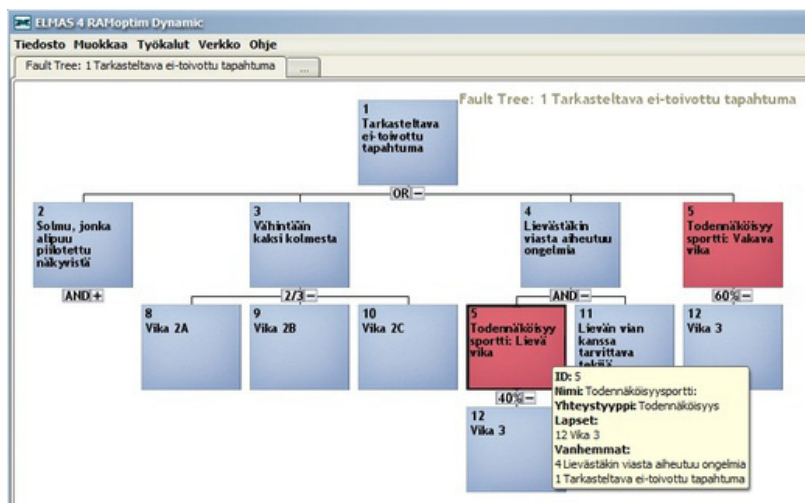 ELMAS 4 RAMoptim Dynamic
Tiedosto Muokkaa Työkalut Verkko Ohje
Fault Tree: 1 Tarkasteltava ei-toivottu tapahtuma ...
Fault Tree: 1 Tarkasteltava ei-toivottu tapahtuma
1
Tarkasteltava
ei-toivottu
tapahtuma
OR −
2
Solmu, jonka
alipuu
piilotettu
näkyvistä
AND +
3
Vähintään
kaksi kolmesta
2/3 −
4
Lievästäkin
viasta aiheutuu
ongelmia
AND −
5
Todennäköisyy
sportti: Vakava
vika
60% −
8
Vika 2A
9
Vika 2B
10
Vika 2C
5
Todennäköisyy
sportti: Lievä
vika
40% −
11
Lievän vian
kanssa
tarvittava
tekijä
12
Vika 3
12
Vika 3
ID: 5
Nimi: Todennäköisyysportti:
Yhteystyyppi: Todennäköisyys
Lapset:
12 Vika 3
Vanhemmat:
4 Lievästäkin viasta aiheutuu ongelmia
1 Tarkasteltava ei-toivottu tapahtuma